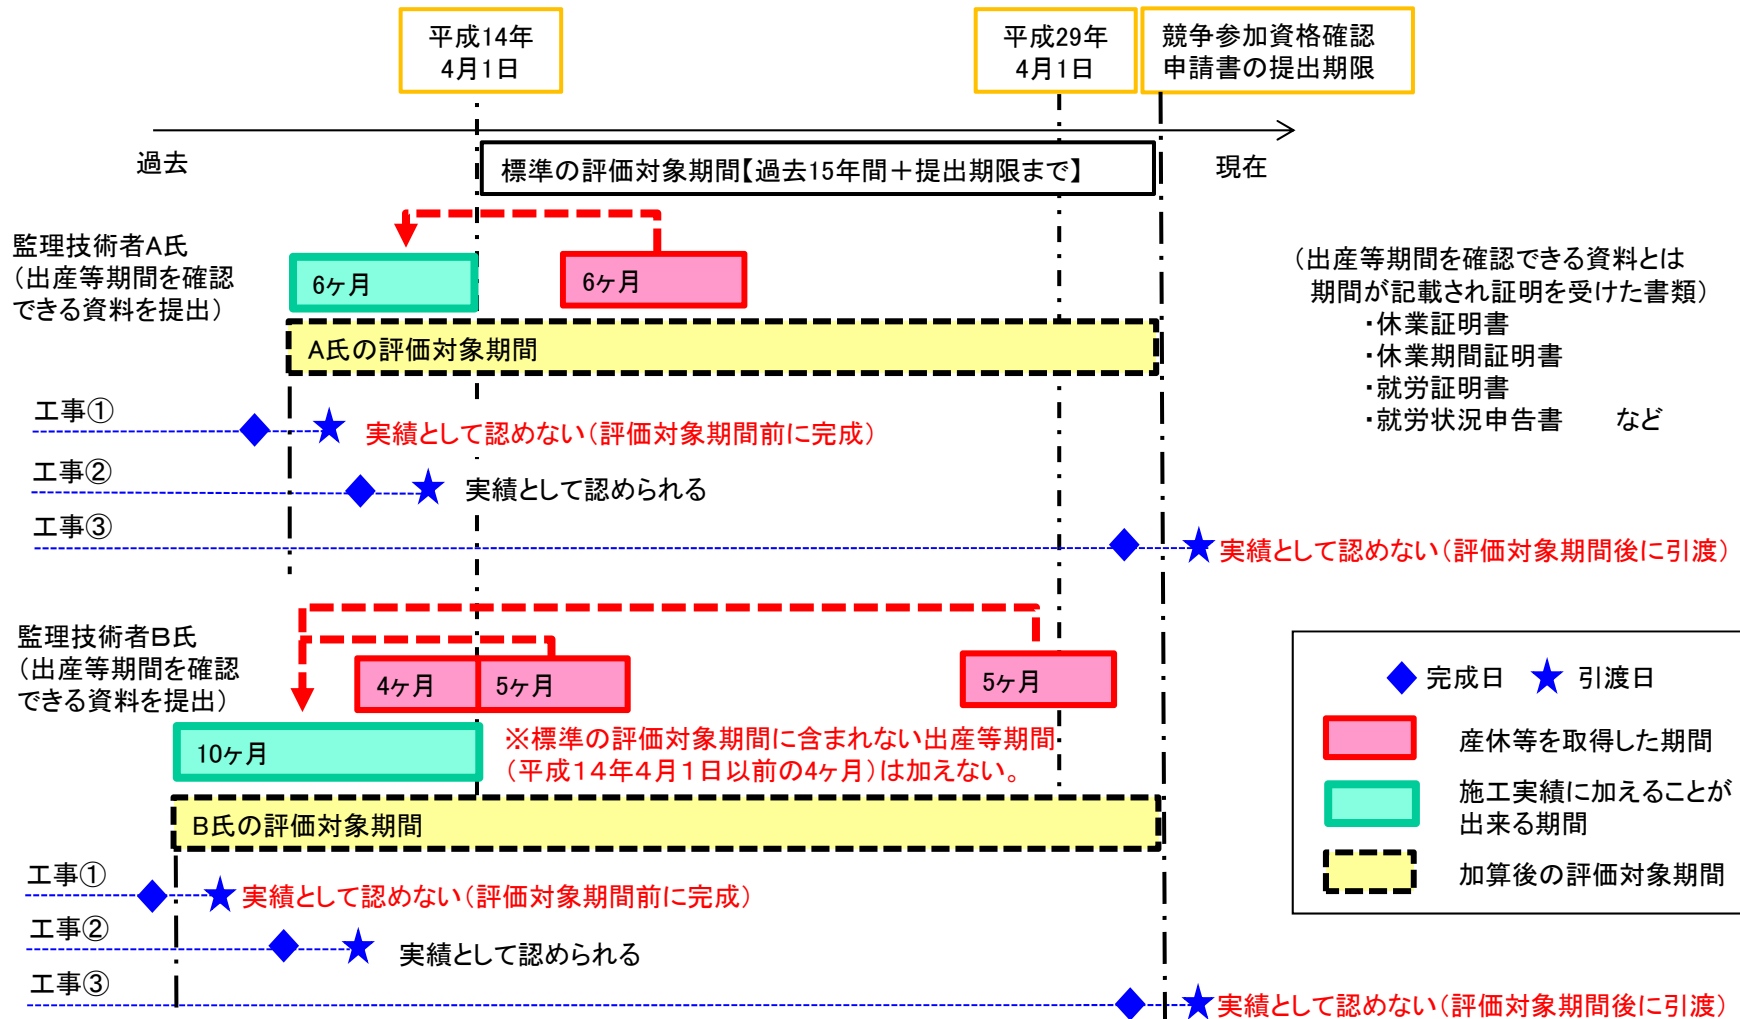 平成14年
4月1日
平成29年
4月1日
競争参加資格確認
申請書の提出期限
過去
標準の評価対象期間【過去15年間＋提出期限まで】
現在
監理技術者A氏
（出産等期間を確認
できる資料を提出）
6ヶ月
6ヶ月
A氏の評価対象期間
（出産等期間を確認できる資料とは
期間が記載され証明を受けた書類）
・休業証明書
・休業期間証明書
・就労証明書
・就労状況申告書　　など
工事①
実績として認めない（評価対象期間前に完成）
工事②
実績として認められる
工事③
実績として認めない（評価対象期間後に引渡）
監理技術者B氏
（出産等期間を確認
できる資料を提出）
4ヶ月
5ヶ月
5ヶ月
10ヶ月
※標準の評価対象期間に含まれない出産等期間
（平成１４年４月１日以前の4ヶ月）は加えない。
B氏の評価対象期間
工事①
実績として認めない（評価対象期間前に完成）
工事②
実績として認められる
工事③
実績として認めない（評価対象期間後に引渡）
完成日
引渡日
産休等を取得した期間
施工実績に加えることが
出来る期間
加算後の評価対象期間